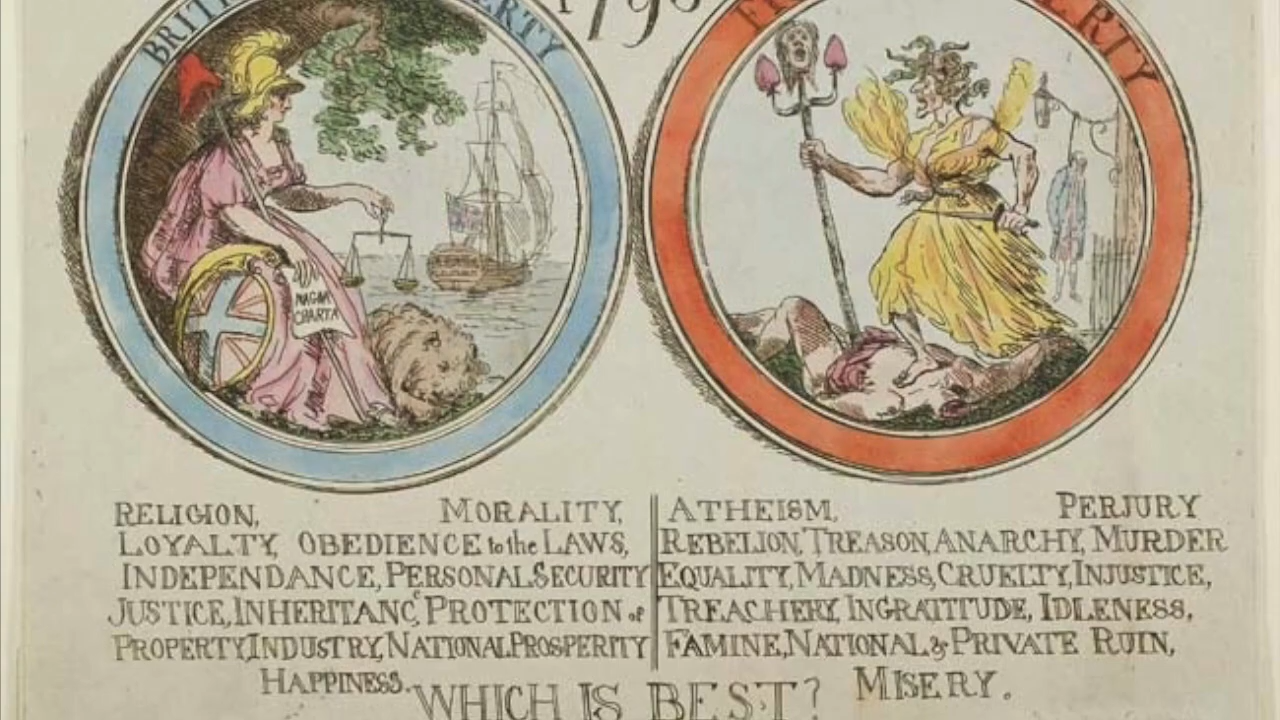 MAGNA
CHARTA
RELIGION, MORALITY,
LOYALTY, OBEDIENCE to the LAWS,
INDEPENDANCE, PERSONAL SECURITY
JUSTICE, INHERITANCE, PROTECTION of
PROPERTY, INDUSTRY, NATIONAL PROSPERITY
HAPPINESS.
ATHEISM, PERJURY
REBELION, TREASON, ANARCHY, MURDER
EQUALITY, MADNESS, CRUELTY, INJUSTICE,
TREACHERY, INGRATITUDE, IDLENESS,
FAMINE, NATIONAL & PRIVATE RUIN,
MISERY.
WHICH IS BEST?